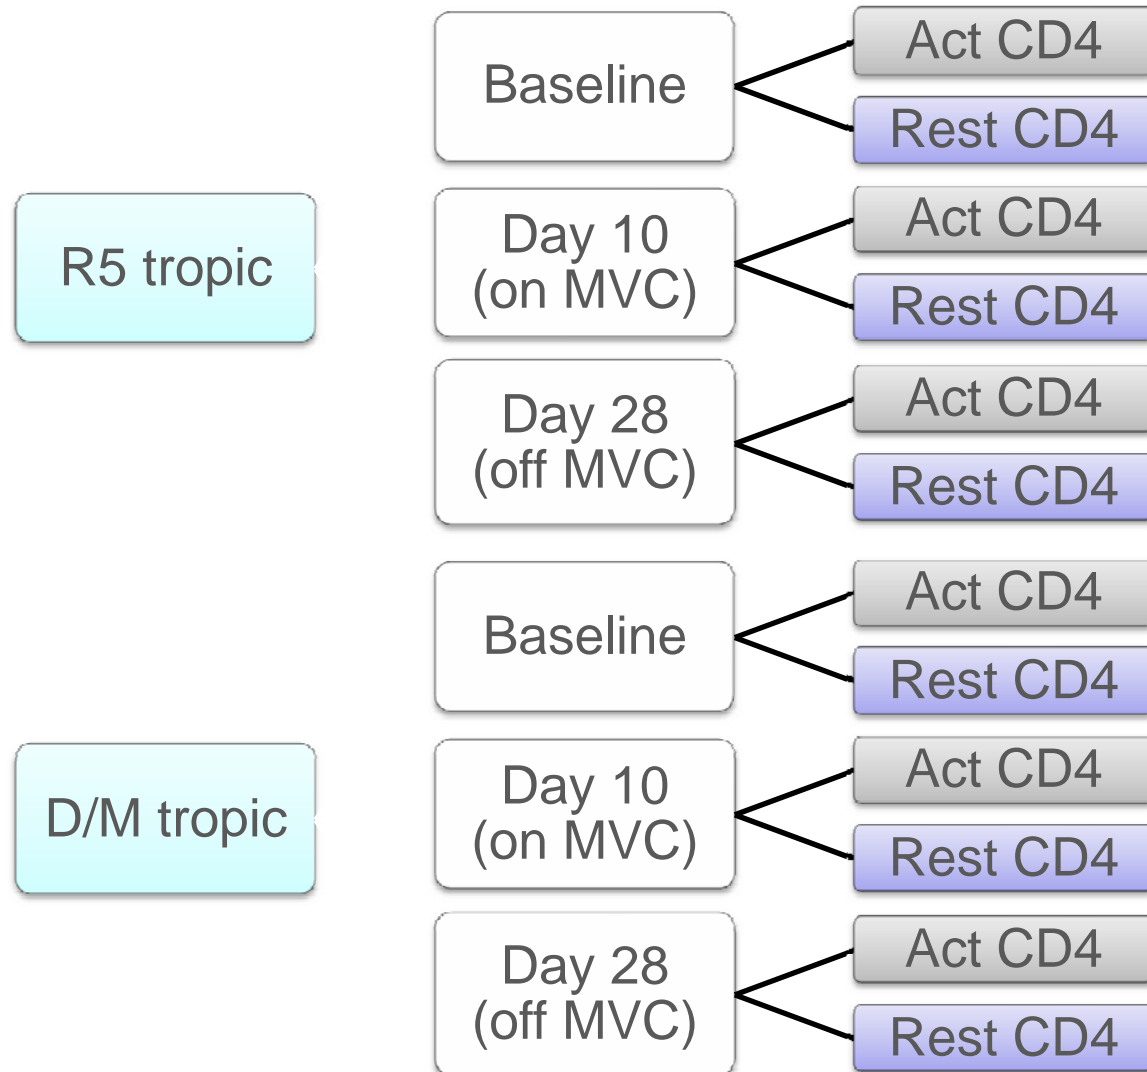 R5 tropic
Baseline
Act CD4
Rest CD4
Day 10
(on MVC)
Act CD4
Rest CD4
Day 28
(off MVC)
Act CD4
Rest CD4
D/M tropic
Baseline
Act CD4
Rest CD4
Day 10
(on MVC)
Act CD4
Rest CD4
Day 28
(off MVC)
Act CD4
Rest CD4